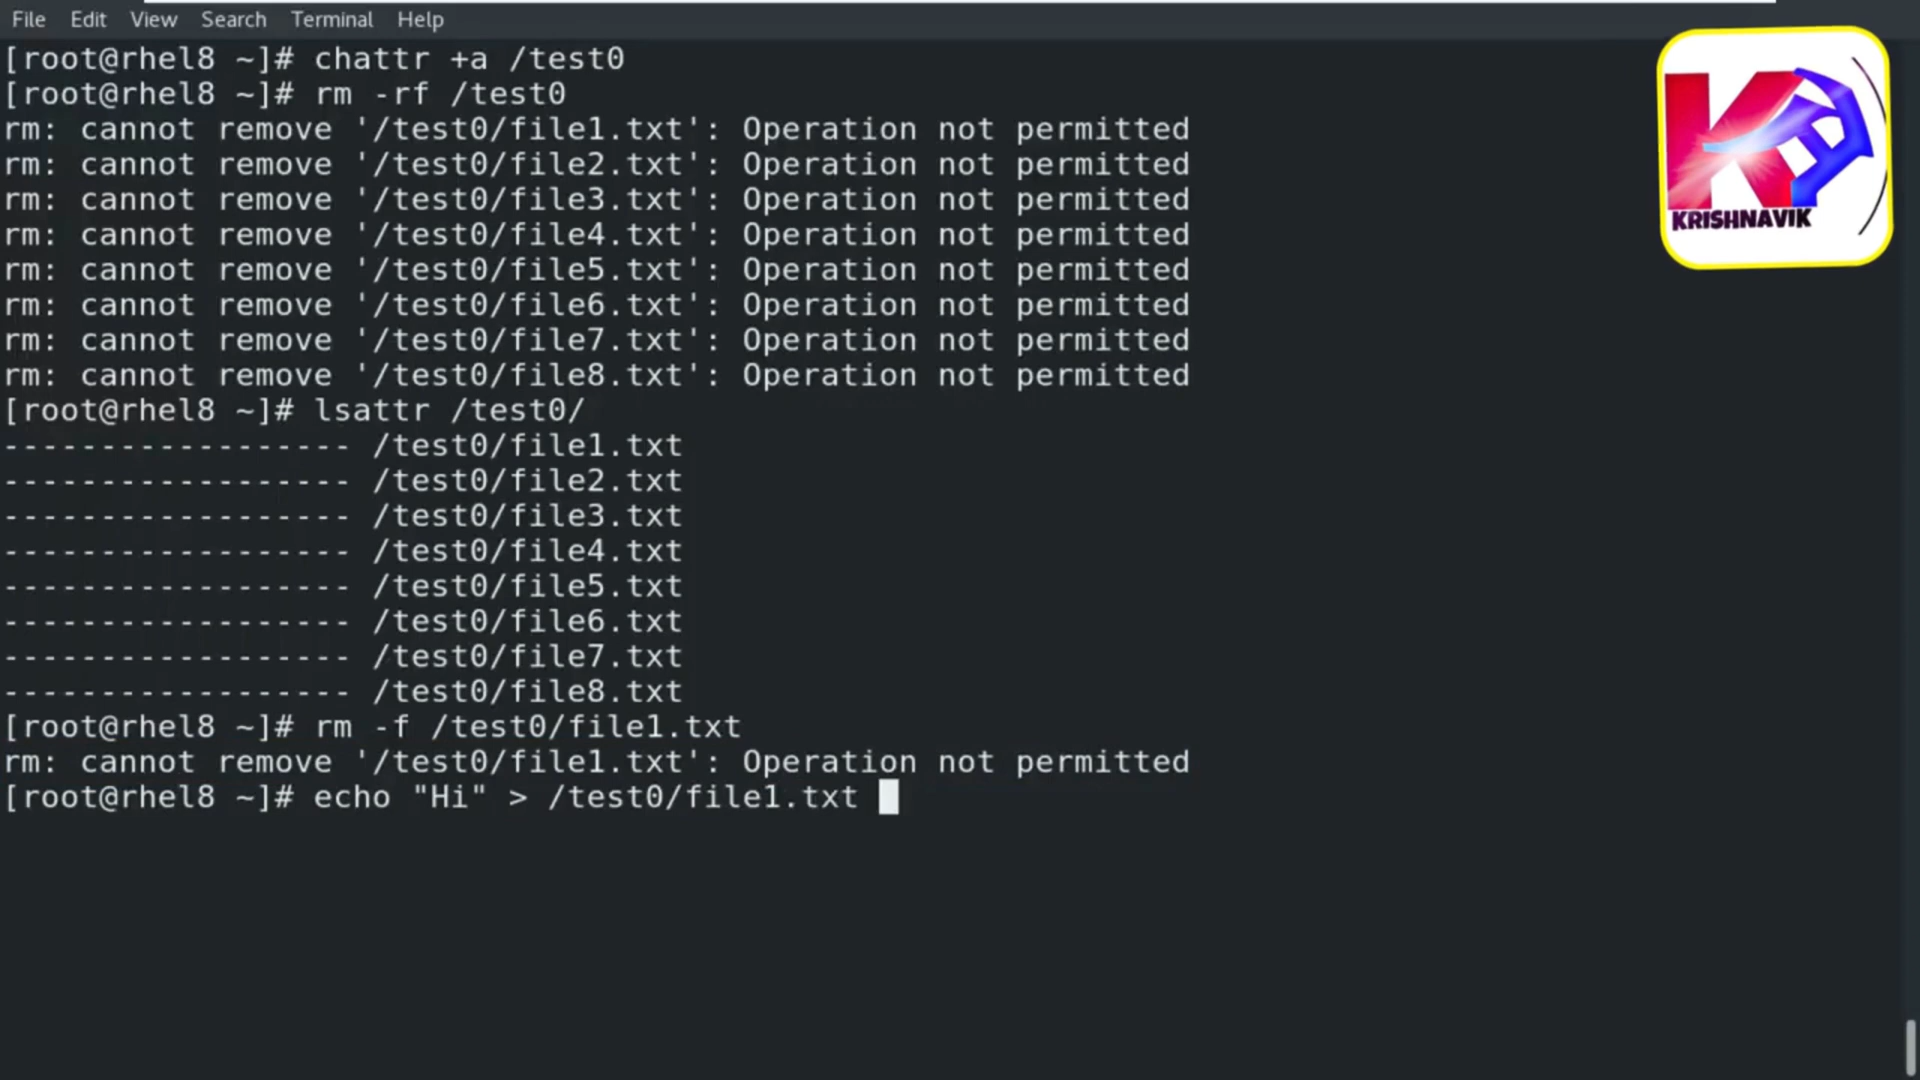 File Edit View Search Terminal Help
[root@rhel8 ~]# chattr +a /test0
[root@rhel8 ~]# rm -rf /test0
rm: cannot remove '/test0/file1.txt': Operation not permitted
rm: cannot remove '/test0/file2.txt': Operation not permitted
rm: cannot remove '/test0/file3.txt': Operation not permitted
rm: cannot remove '/test0/file4.txt': Operation not permitted
rm: cannot remove '/test0/file5.txt': Operation not permitted
rm: cannot remove '/test0/file6.txt': Operation not permitted
rm: cannot remove '/test0/file7.txt': Operation not permitted
rm: cannot remove '/test0/file8.txt': Operation not permitted
[root@rhel8 ~]# lsattr /test0/
------------------ /test0/file1.txt
------------------ /test0/file2.txt
------------------ /test0/file3.txt
------------------ /test0/file4.txt
------------------ /test0/file5.txt
------------------ /test0/file6.txt
------------------ /test0/file7.txt
------------------ /test0/file8.txt
[root@rhel8 ~]# rm -f /test0/file1.txt
rm: cannot remove '/test0/file1.txt': Operation not permitted
[root@rhel8 ~]# echo "Hi" > /test0/file1.txt
KRISHNAVIK